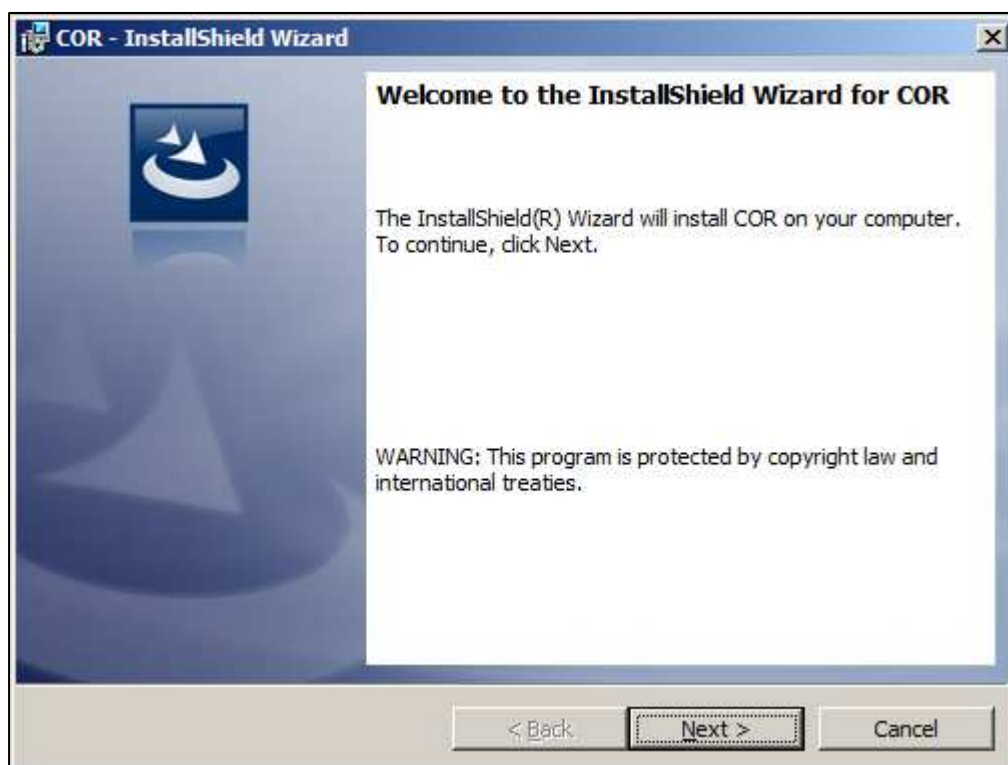 COR - InstallShield Wizard
Welcome to the InstallShield Wizard for COR
The InstallShield(R) Wizard will install COR on your computer.
To continue, click Next.
WARNING: This program is protected by copyright law and
international treaties.
< Back
Next >
Cancel